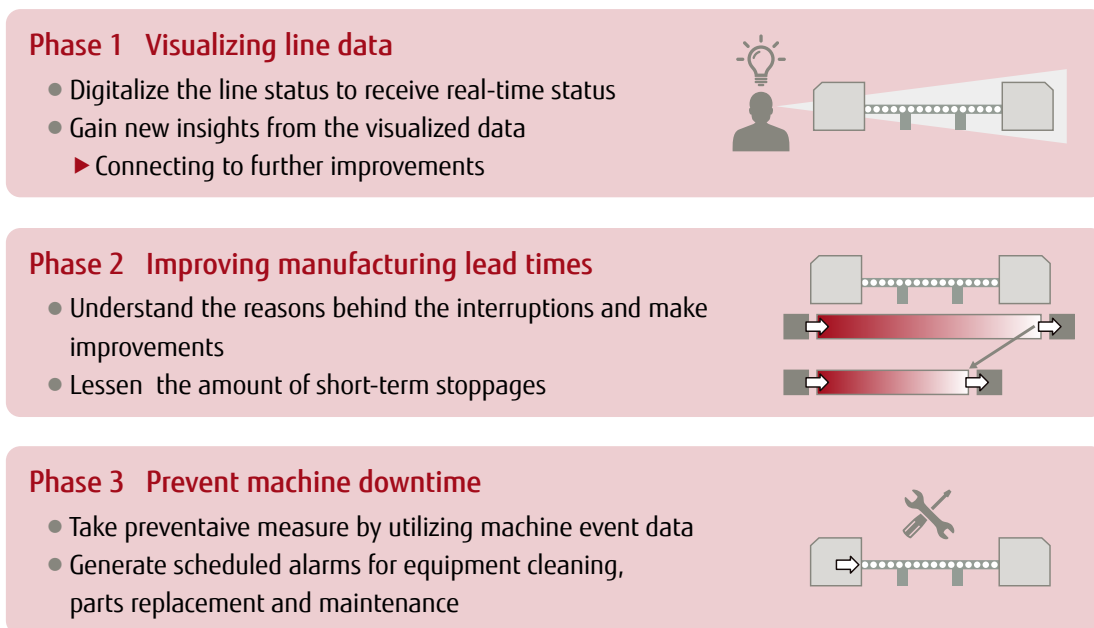 Phase 1 Visualizing line data
● Digitalize the line status to receive real-time status
● Gain new insights from the visualized data
▶ Connecting to further improvements
Phase 2 Improving manufacturing lead times
● Understand the reasons behind the interruptions and make
improvements
● Lessen the amount of short-term stoppages
Phase 3 Prevent machine downtime
● Take preventaive measure by utilizing machine event data
● Generate scheduled alarms for equipment cleaning,
parts replacement and maintenance